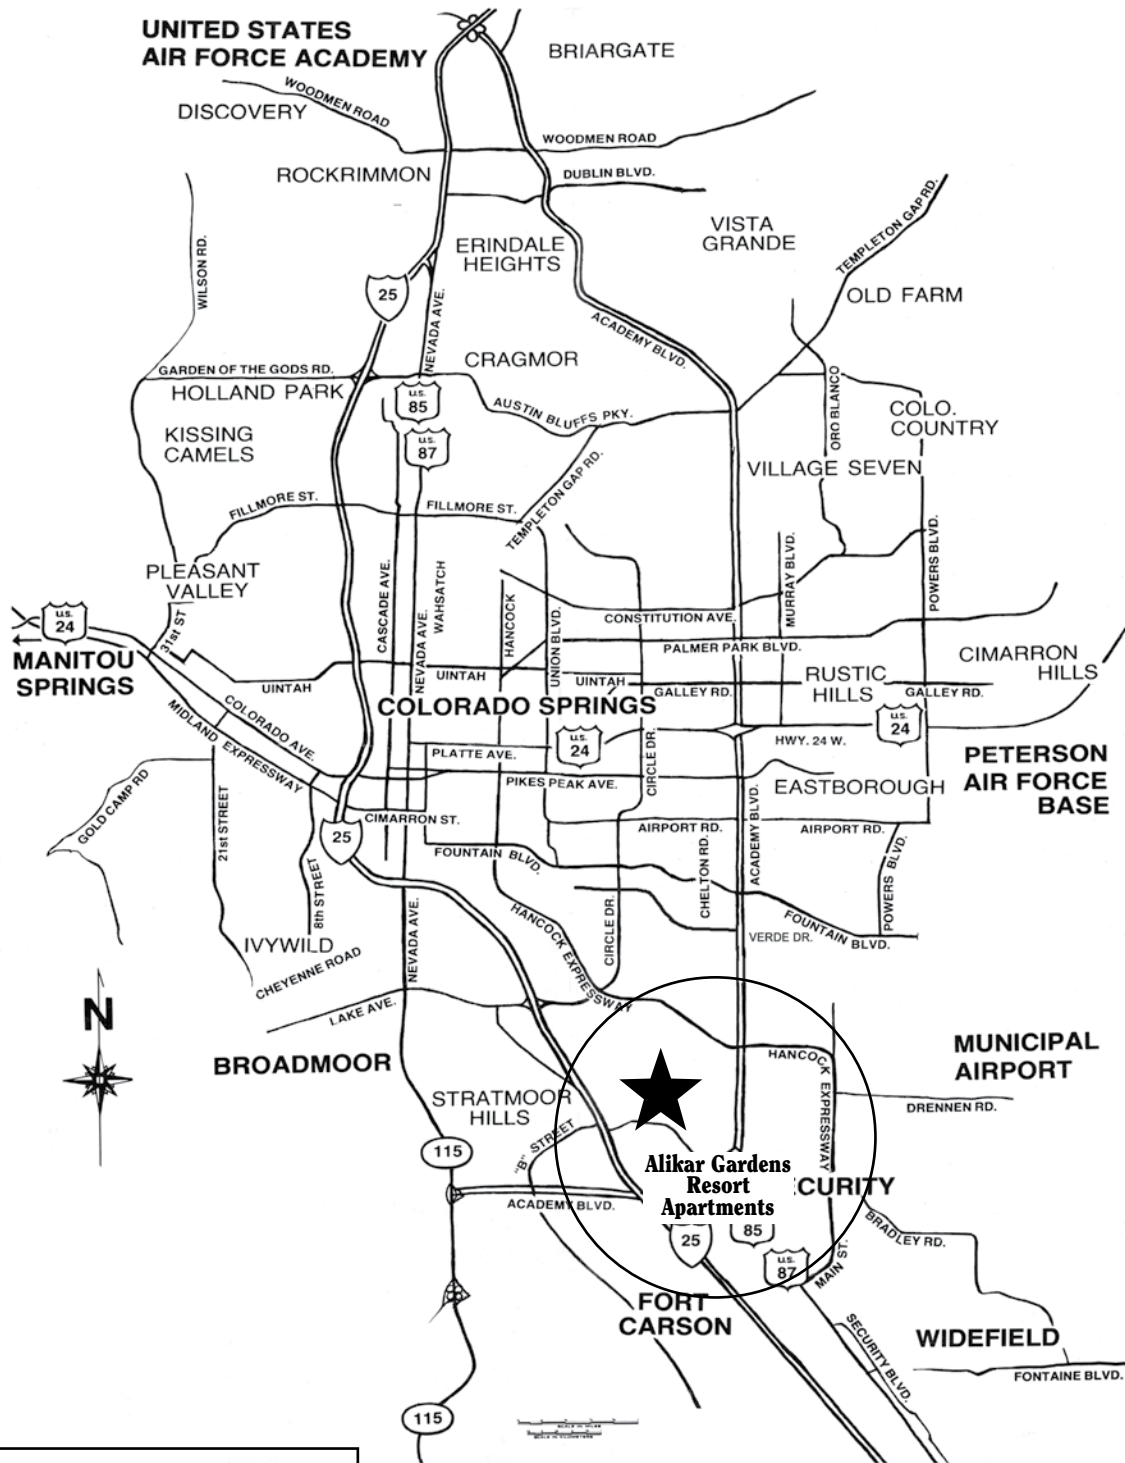 UNITED STATES
AIR FORCE ACADEMY
BRIARGATE
WOODMEN ROAD
DISCOVERY
WOODMEN ROAD
ROCKRIMMON
DUBLIN BLVD.
VISTA
GRANDE
TEMPLETON GAP RD.
ERINDALE
HEIGHTS
WILSON RD.
25
OLD FARM
NEVADA AVE.
ACADEMY BLVD.
CRAGMOR
GARDEN OF THE GODS RD.
HOLLAND PARK
U.S.
85
AUSTIN BLUFFS PKY.
ORO BLANCO
COLO.
COUNTRY
KISSING
CAMELS
U.S.
87
VILLAGE SEVEN
TEMPLETON GAP RD.
FILLMORE ST.
FILLMORE ST.
POWERS BLVD.
MURRAY BLVD.
PLEASANT
VALLEY
CASCADE AVE.
WAHSATCH
NEVADA AVE.
HANCOCK
UNION BLVD.
CONSTITUTION AVE.
U.S.
24
31st ST
PALMER PARK BLVD.
MANITOU
SPRINGS
CIMARRON
HILLS
UINTAH
UINTAH
UINTAH
RUSTIC
HILLS
GALLEY RD.
GALLEY RD.
COLORADO SPRINGS
COLORADO AVE.
MIDLAND EXPRESSWAY
U.S.
24
U.S.
24
HWY. 24 W.
PLATTE AVE.
CIRCLE DR.
PETERSON
AIR FORCE
BASE
PIKES PEAK AVE.
EASTBOROUGH
GOLD CAMP RD
21st STREET
CIMARRON ST.
25
AIRPORT RD.
AIRPORT RD.
ACADEMY BLVD.
FOUNTAIN BLVD.
CHELTON RD.
POWERS BLVD.
8th STREET
NEVADA AVE.
HANCOCK EXPRESSWAY
CIRCLE DR.
FOUNTAIN BLVD.
VERDE DR.
IVYWILD
CHEYENNE ROAD
LAKE AVE.
N
BROADMOOR
MUNICIPAL
AIRPORT
HANCOCK EXPRESSWAY
DRENNEN RD.
STRATMOOR
HILLS
"B" STREET
115
Alikar Gardens
Resort
Apartments
ECURITY
ACADEMY BLVD.
85
25
BRADLEY RD.
U.S.
87
MAIN ST.
FORT
CARSON
SECURITY BLVD.
WIDEFIELD
FONTAINE BLVD.
115
SCALE IN MILES
SCALE IN KILOMETERS